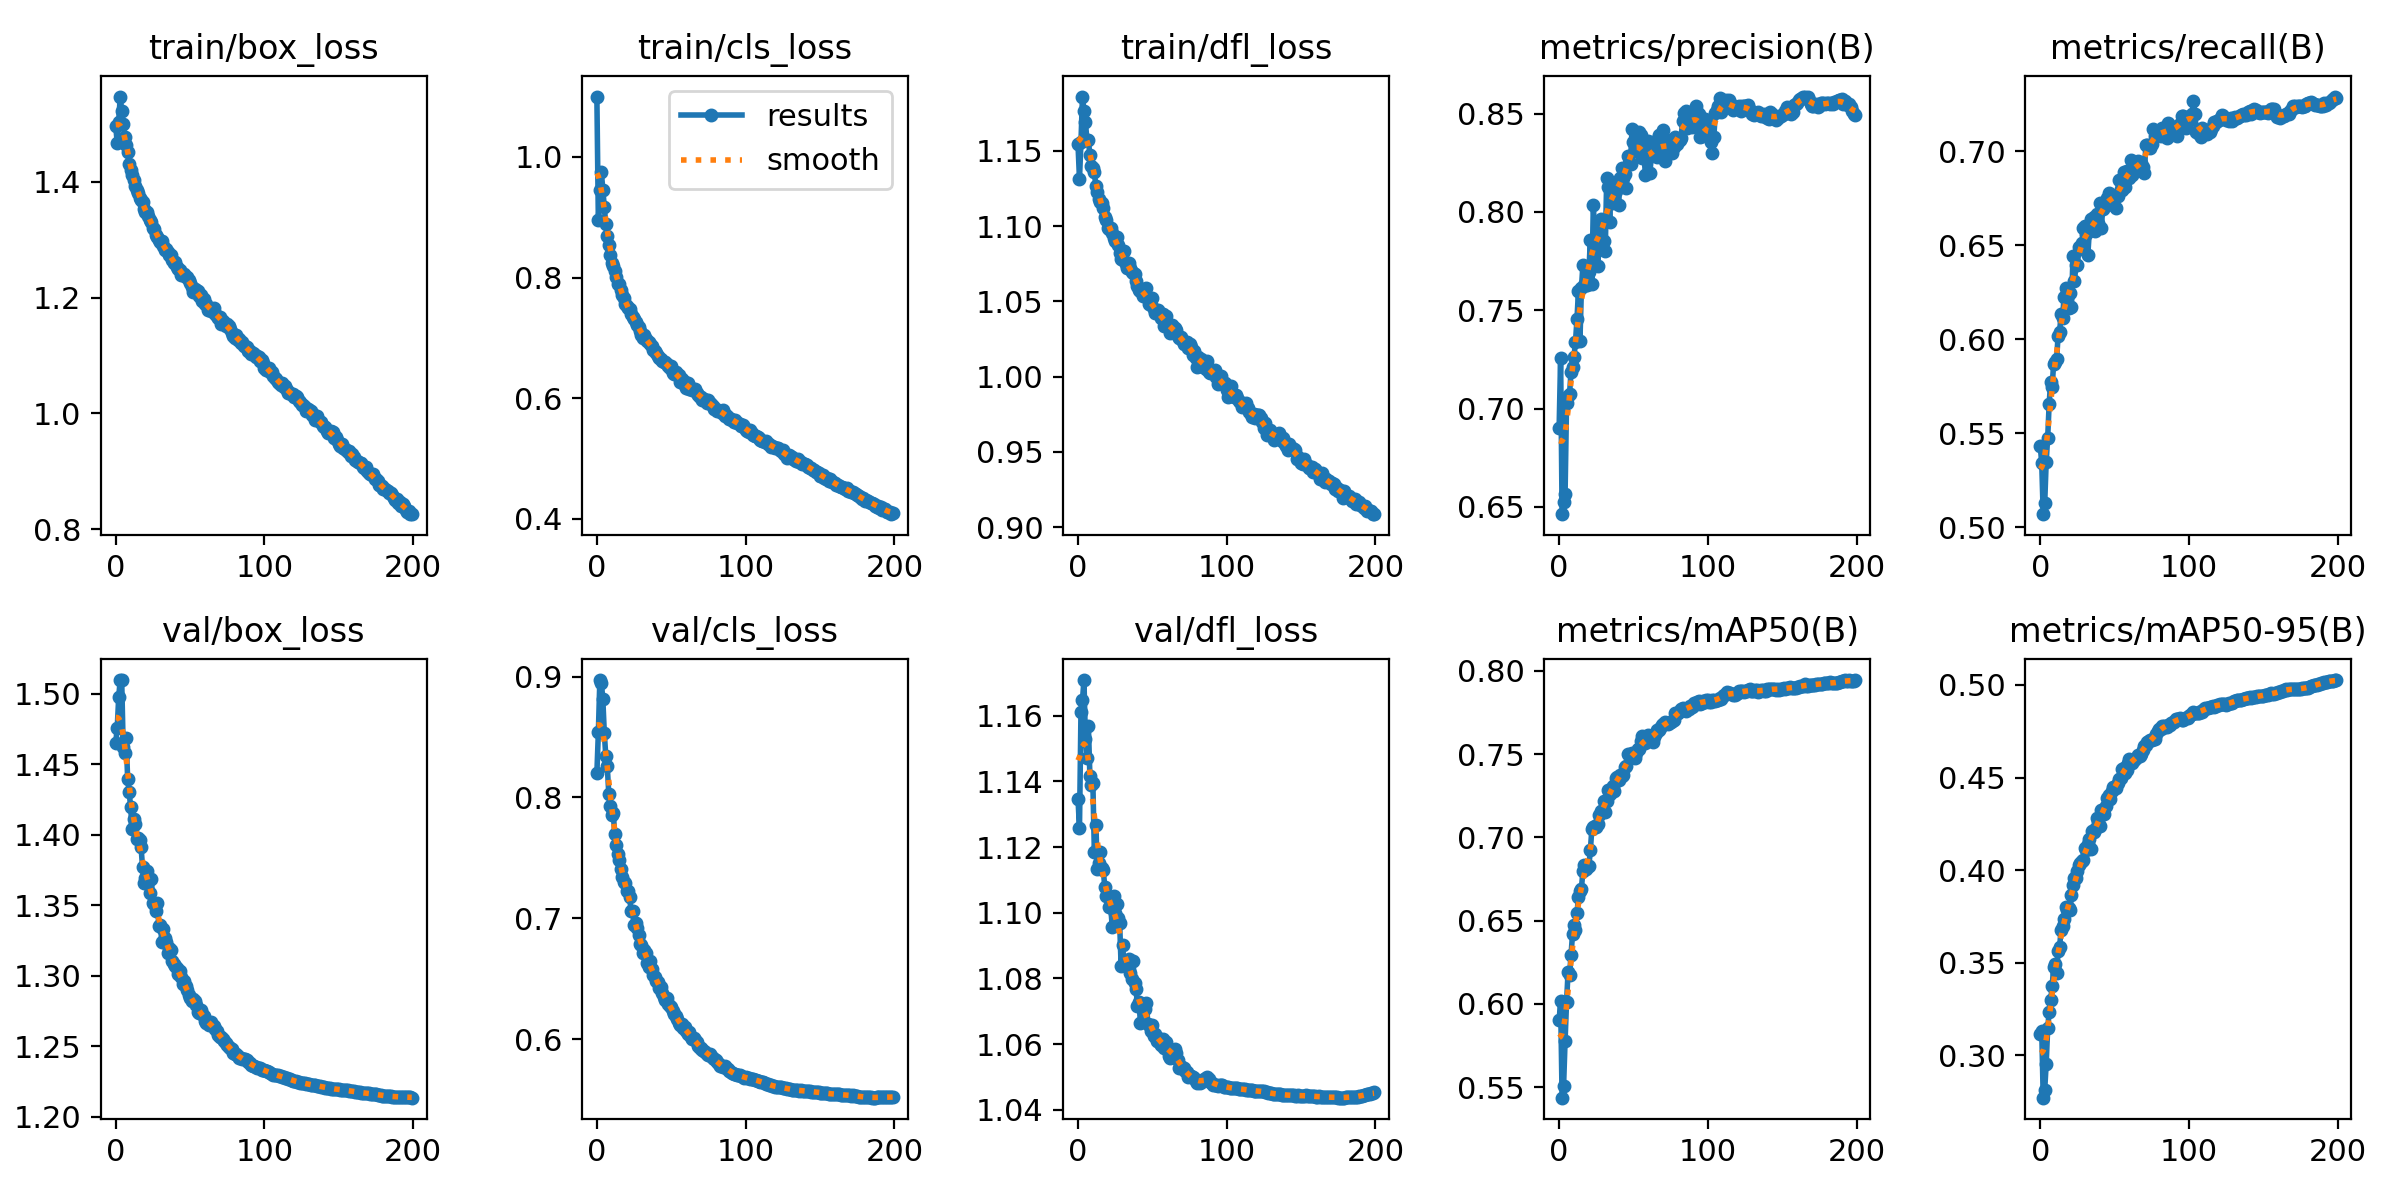 train/box_loss
train/cls_loss
train/dfl_loss
metrics/precision(B)
metrics/recall(B)
1.4
1.2
1.0
0.8
0 100 200
results
smooth
1.0
0.8
0.6
0.4
0 100 200
1.15
1.10
1.05
1.00
0.95
0.90
0 100 200
0.85
0.80
0.75
0.70
0.65
0 100 200
0.70
0.65
0.60
0.55
0.50
0 100 200
val/box_loss
val/cls_loss
val/dfl_loss
metrics/mAP50(B)
metrics/mAP50-95(B)
1.50
1.45
1.40
1.35
1.30
1.25
1.20
0 100 200
0.9
0.8
0.7
0.6
0 100 200
1.16
1.14
1.12
1.10
1.08
1.06
1.04
0 100 200
0.80
0.75
0.70
0.65
0.60
0.55
0 100 200
0.50
0.45
0.40
0.35
0.30
0 100 200